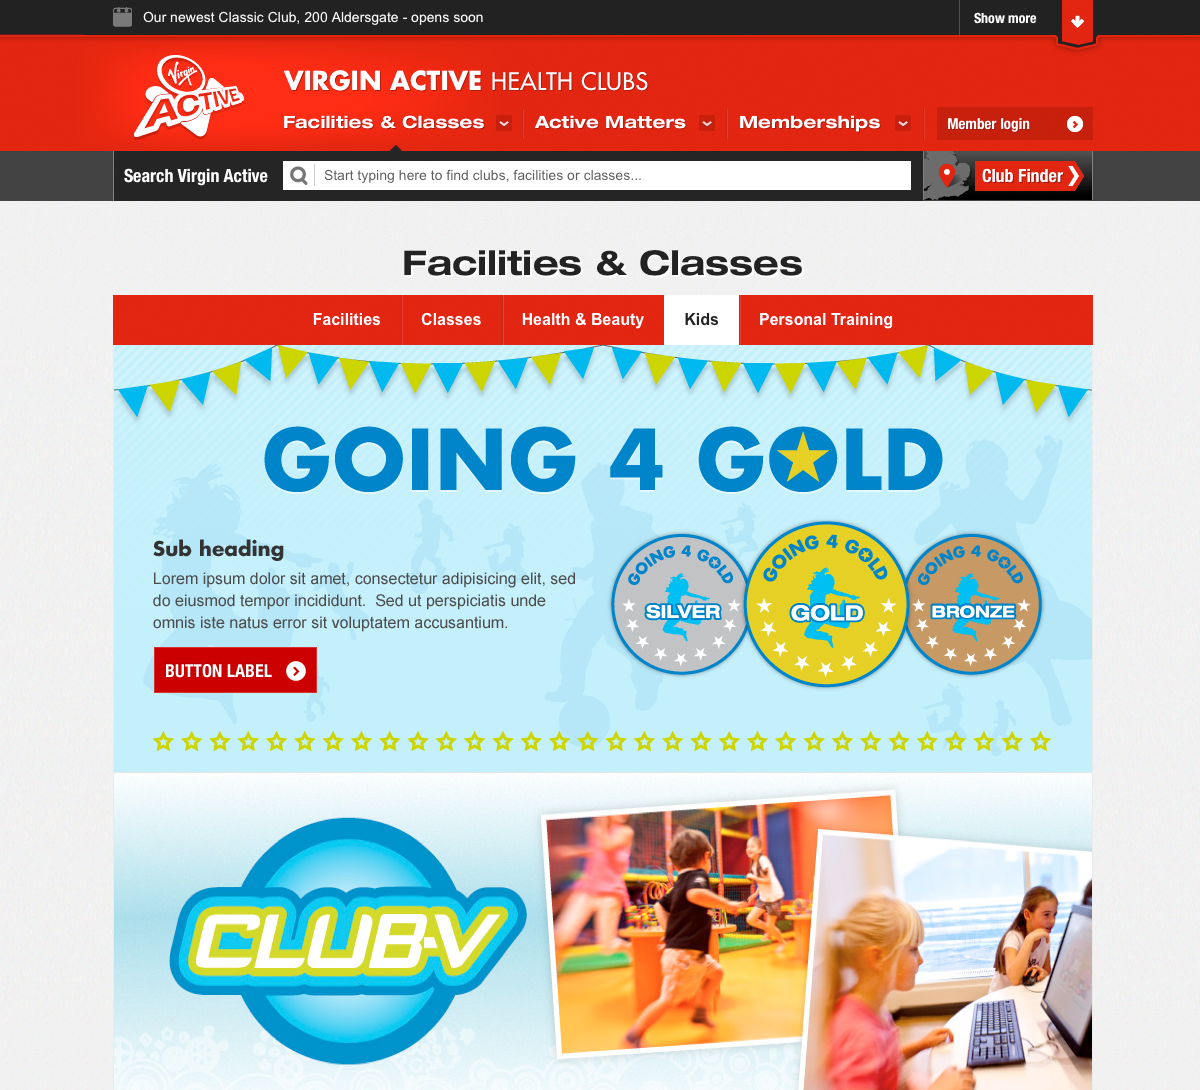 Our newest Classic Club, 200 Aldersgate - opens soon
Show more
Virgin
ACTIVE
VIRGIN ACTIVE HEALTH CLUBS
Facilities & Classes
Active Matters
Memberships
Member login
Search Virgin Active
Start typing here to find clubs, facilities or classes...
Club Finder
Facilities & Classes
Facilities
Classes
Health & Beauty
Kids
Personal Training
GOING 4 GOLD
Sub heading
Lorem ipsum dolor sit amet, consectetur adipisicing elit, sed
do eiusmod tempor incididunt.  Sed ut perspiciatis unde
omnis iste natus error sit voluptatem accusantium.
BUTTON LABEL
GOING 4 GOLD
SILVER
GOING 4 GOLD
GOLD
GOING 4 GOLD
BRONZE
CLUB-V